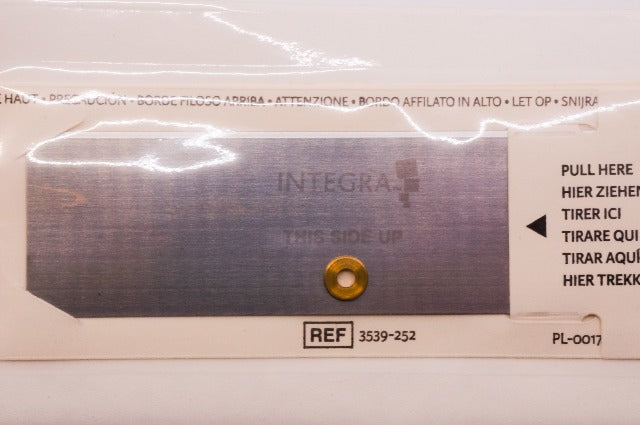 HAUT • PRECAUCIÓN • BORDE FILOSO ARRIBA • ATTENZIONE • BORDO AFFILATO IN ALTO • LET OP • SNIJRA
INTEGRA
THIS SIDE UP
PULL HERE
HIER ZIEHEN
TIRER ICI
TIRARE QUI
TIRAR AQUÍ
HIER TREKK
REF 3539-252
PL-0017